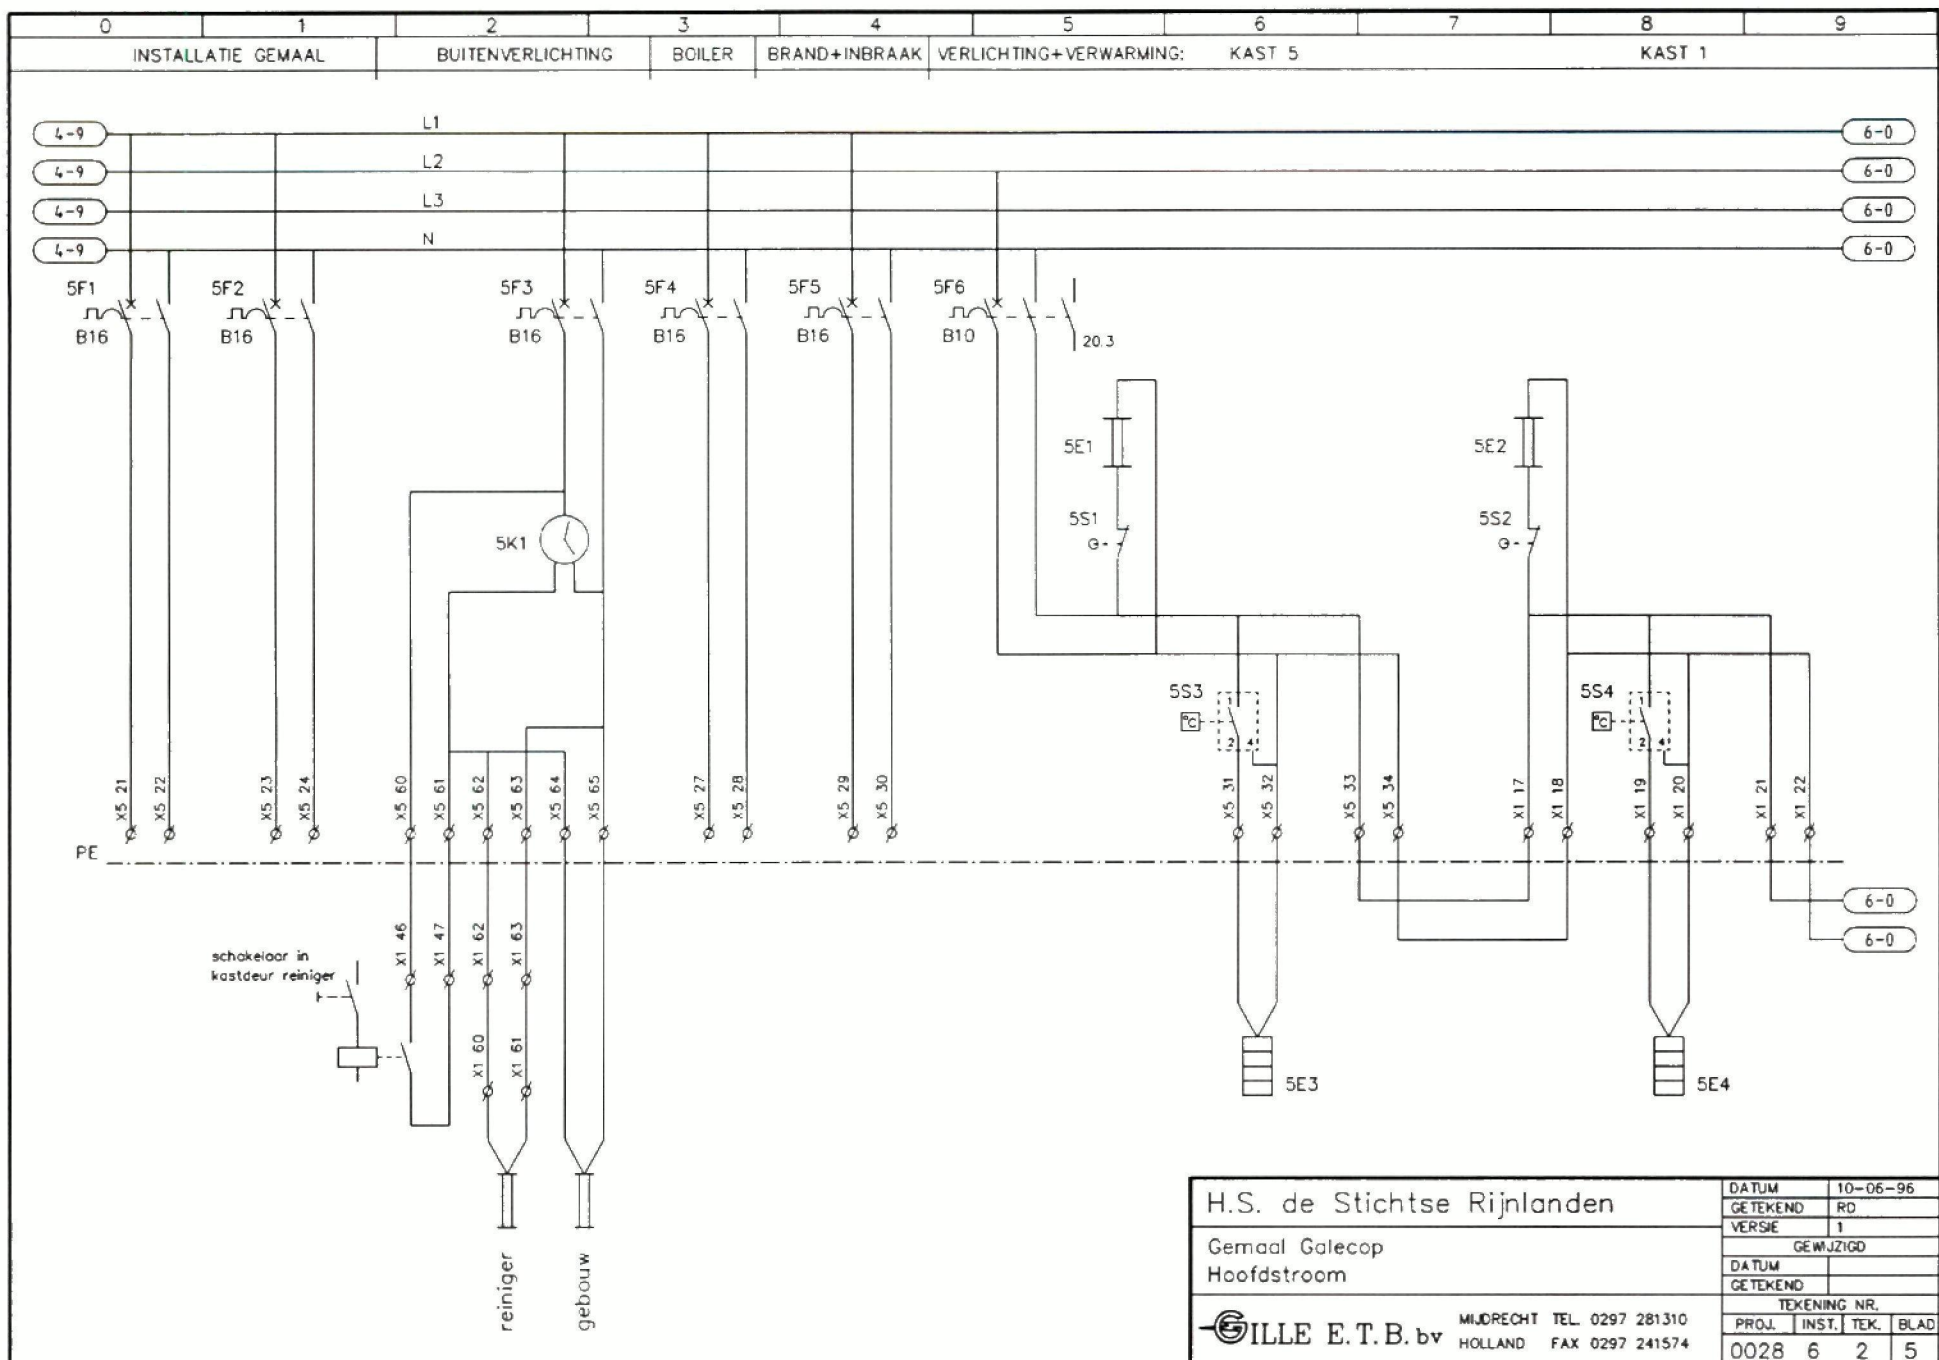 0 1 2 3 4 5 6 7 8 9
INSTALLATIE GEMAAL BUITENVERLICHTING BOILER BRAND+INBRAAK VERLICHTING+VERWARMING: KAST 5 KAST 1
4-9 L1 6-0
4-9 L2 6-0
4-9 L3 6-0
4-9 N 6-0
5F1 5F2 5F3 5F4 5F5 5F6
B16 B16 B16 B16 B16 B10 20.3
5E1 5E2
5S1 5S2
5K1
5S3 5S4
1 1
°C °C
2 4 2 4
X5 21 X5 22 X5 23 X5 24 X5 60 X5 61 X5 62 X5 63 X5 64 X5 65 X5 27 X5 28 X5 29 X5 30 X5 31 X5 32 X5 33 X5 34 X1 17 X1 18 X1 19 X1 20 X1 21 X1 22
PE
6-0
6-0
X1 46 X1 47 X1 62 X1 63
schakelaar in
kastdeur reiniger
X1 60 X1 61
5E3 5E4
reiniger
gebouw
H.S. de Stichtse Rijnlanden
Gemaal Galecop
Hoofdstroom
GILLE E.T.B. bv
MIJDRECHT TEL. 0297 281310
HOLLAND FAX 0297 241574
DATUM 10-06-96
GETEKEND RD
VERSIE 1
GEWIJZIGD
DATUM
GETEKEND
TEKENING NR.
PROJ. INST. TEK. BLAD
0028 6 2 5